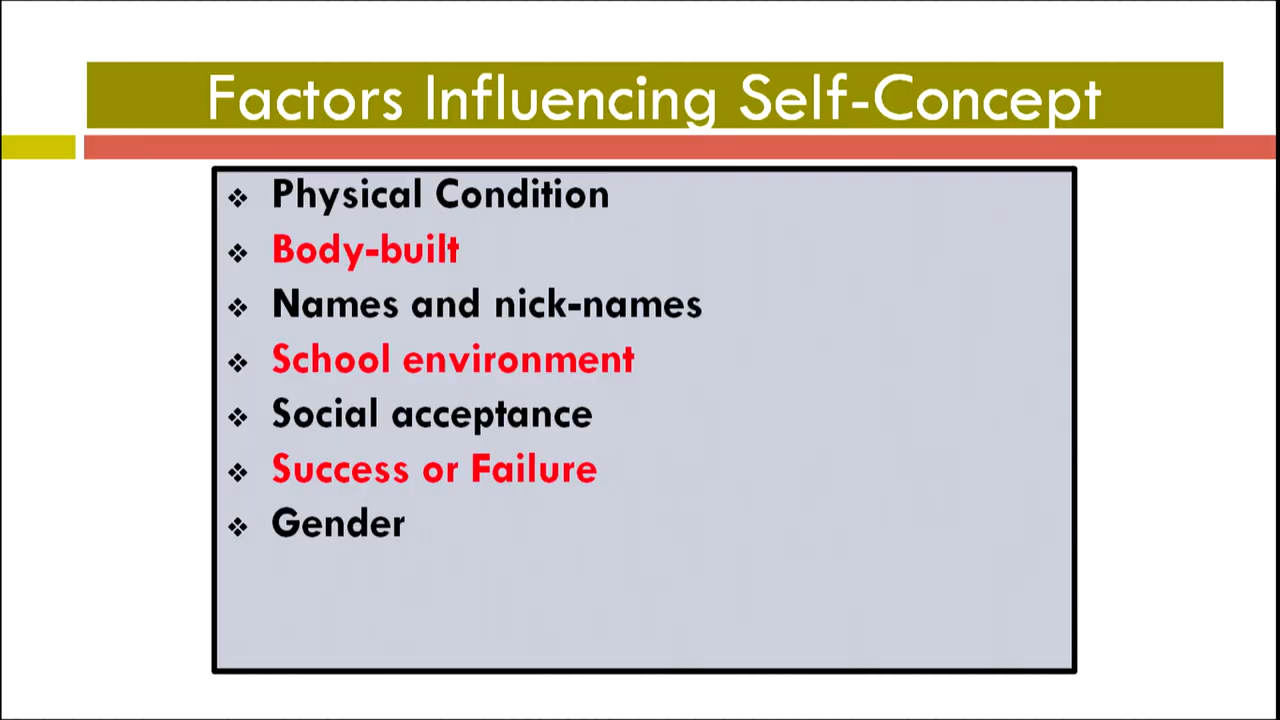 Factors Influencing Self-Concept
❖ Physical Condition
❖ Body-built
❖ Names and nick-names
❖ School environment
❖ Social acceptance
❖ Success or Failure
❖ Gender